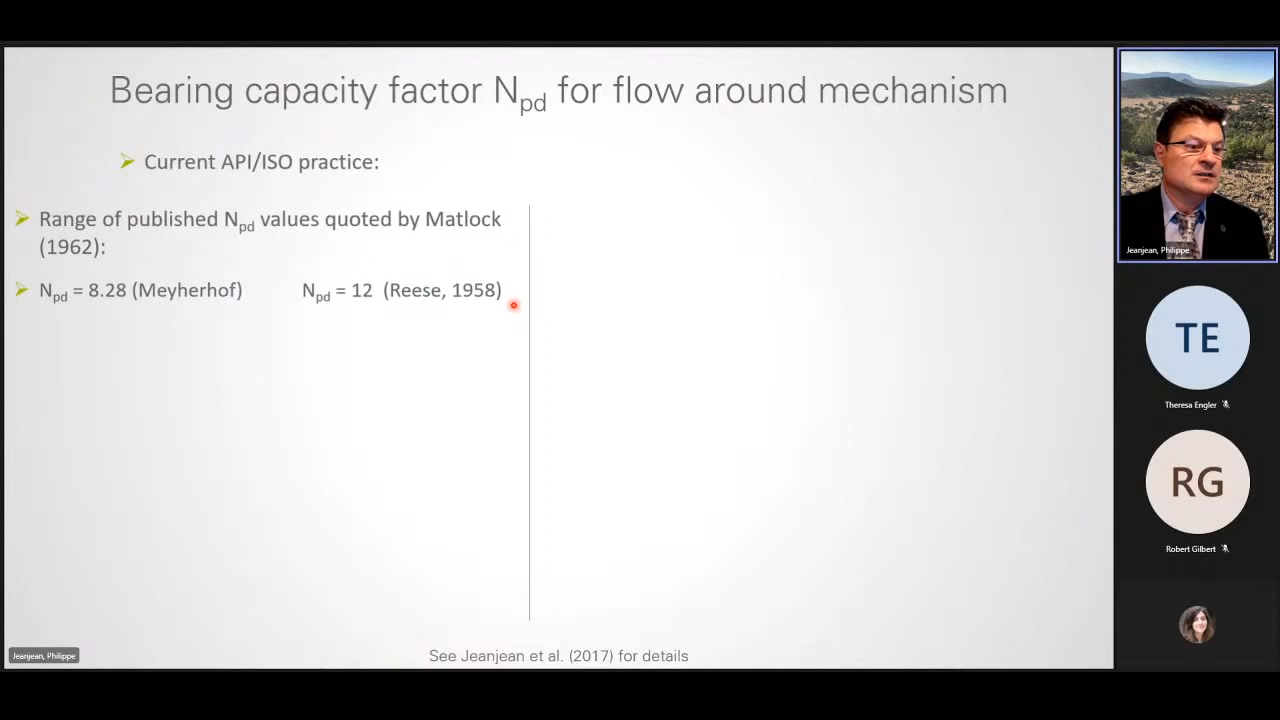 Bearing capacity factor Npd for flow around mechanism
Current API/ISO practice:
Range of published Npd values quoted by Matlock
(1962):
Npd = 8.28 (Meyherhof) Npd = 12 (Reese, 1958)
See Jeanjean et al. (2017) for details
Jeanjean, Philippe
Jeanjean, Philippe
TE
Theresa Engler
RG
Robert Gilbert